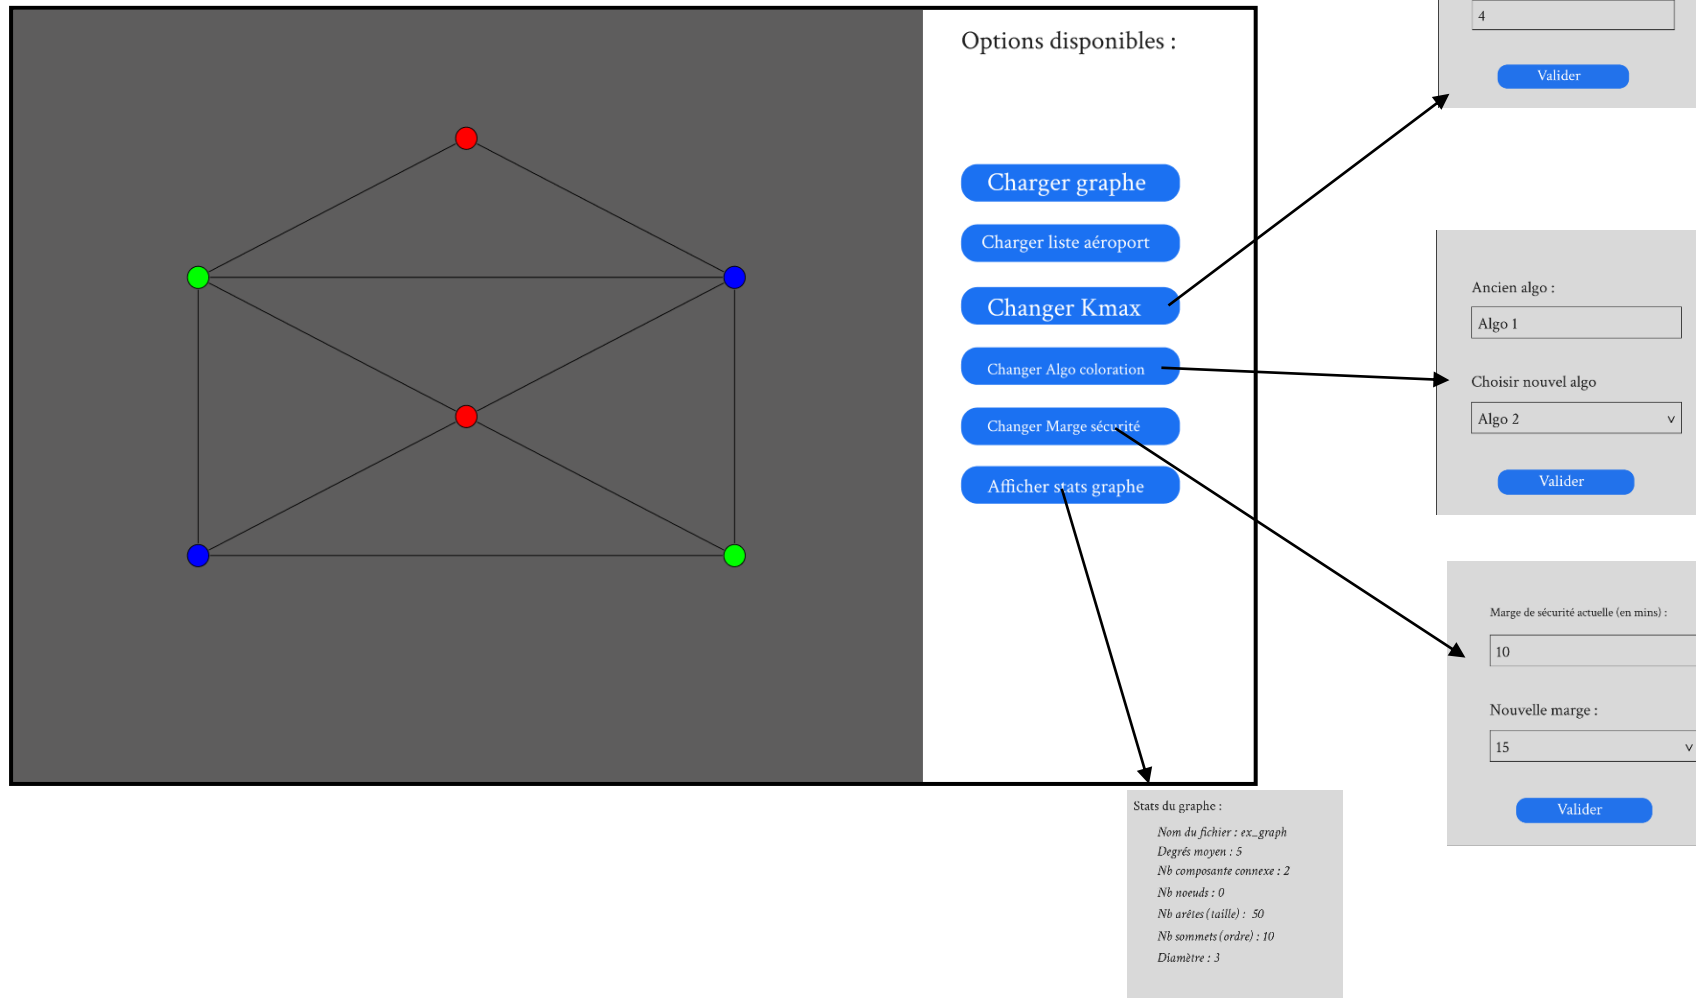 Options disponibles :
Charger graphe
Charger liste aéroport
Changer Kmax
Changer Algo coloration
Changer Marge sécurité
Afficher stats graphe
4
Valider
Ancien algo :
Algo 1
Choisir nouvel algo
Algo 2
Valider
Marge de sécurité actuelle (en mins) :
10
Nouvelle marge :
15
Valider
Stats du graphe :
Nom du fichier : ex_graph
Degrés moyen : 5
Nb composante connexe : 2
Nb noeuds : 0
Nb arêtes (taille) : 50
Nb sommets (ordre) : 10
Diamètre : 3